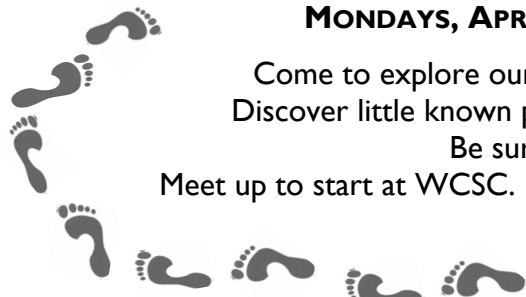 MONDAYS, APR
Come to explore our
Discover little known p
Be sur
Meet up to start at WCSC.